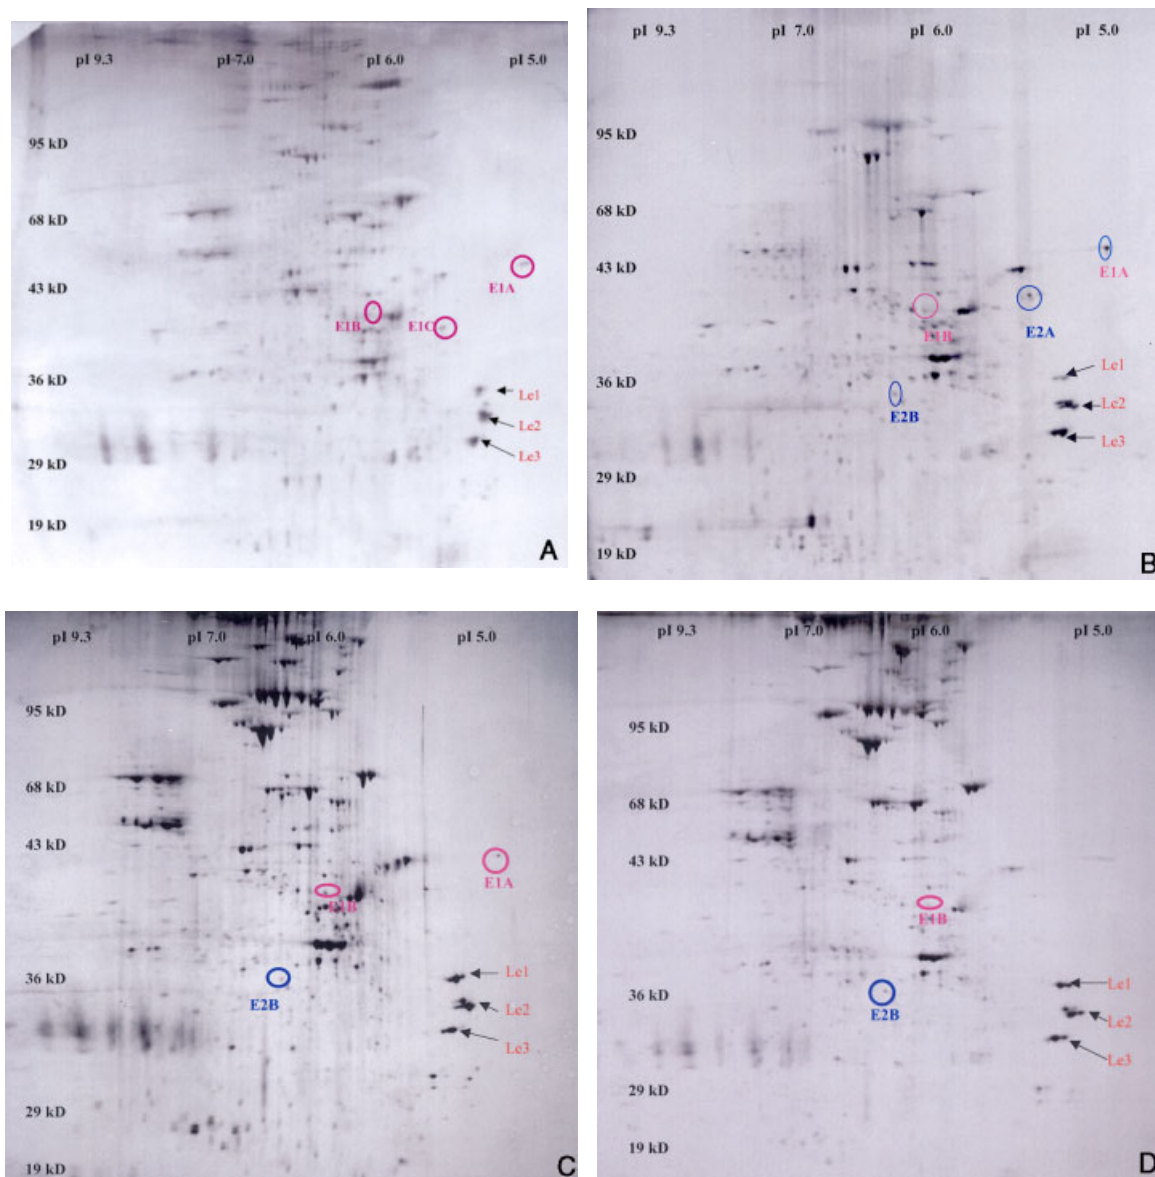 pI 9.3 pI-7.0 pI 6.0 pI 5.0
95 kD
68 kD
E1A
43 kD
E1B E1C
36 kD
Le1
Le2
Le3
29 kD
19 kD
A
pI 9.3 pI 7.0 pI 6.0 pI 5.0
95 kD
68 kD
43 kD
E1A
E1B
E2A
36 kD
Le1
Le2
E2B
Le3
29 kD
19 kD
B
pI 9.3 pI 7.0 pI 6.0 pI 5.0
95 kD
68 kD
43 kD
E1A
E1B
36 kD
Le1
E2B
Le2
Le3
29 kD
19 kD
C
pI 9.3 pI 7.0 pI 6.0 pI 5.0
95 kD
68 kD
43 kD
E1B
Le1
36 kD
E2B
Le2
Le3
29 kD
19 kD
D